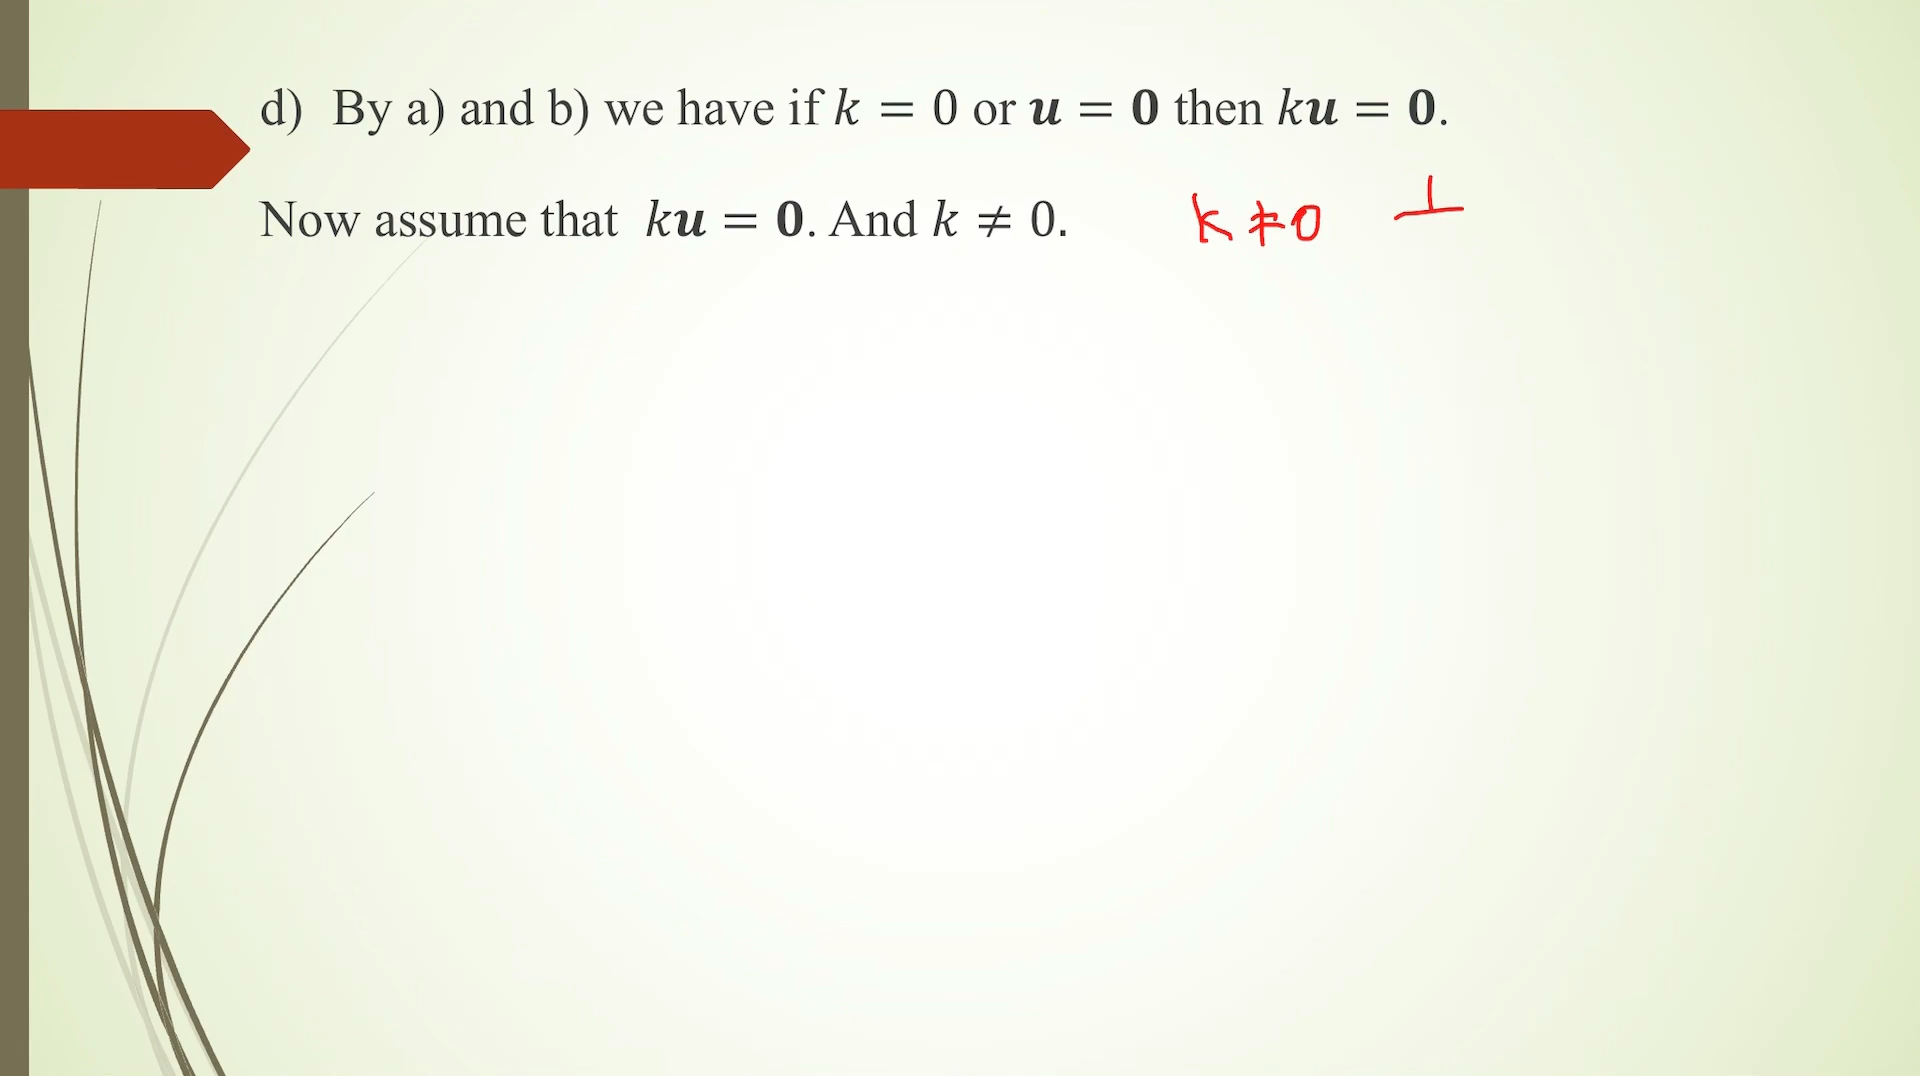 d) By a) and b) we have if k = 0 or u = 0 then ku = 0.
Now assume that ku = 0. And k ≠ 0. k ≠ 0 1